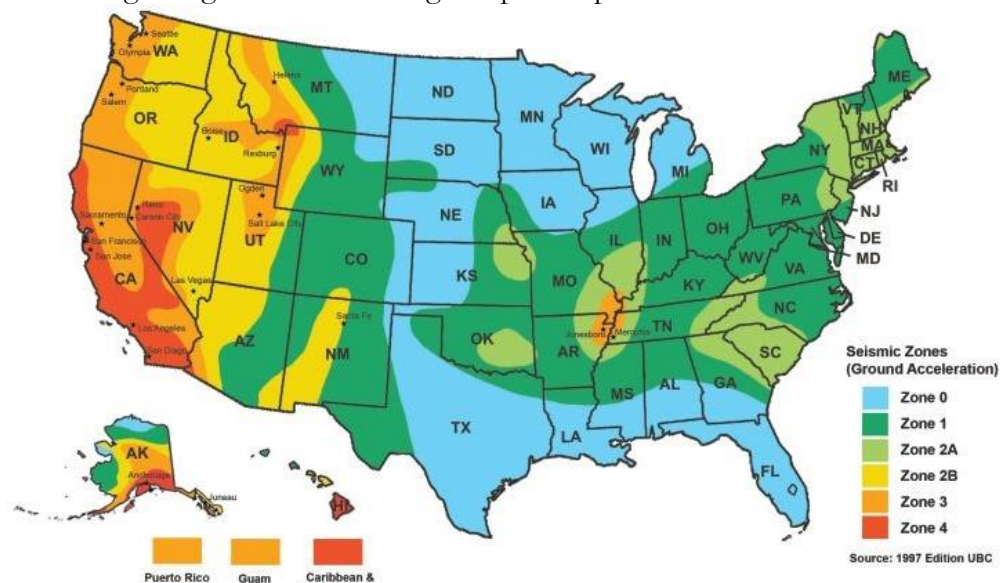 Seattle
Olympia
WA
Portland
Salem
OR
Helena
MT
Boise
ID
Rexburg
ND
MN
SD
WI
MI
WY
NE
IA
Ogden
Salt Lake City
UT
Reno
Carson City
NV
Sacramento
San Francisco
San Jose
CA
Las Vegas
Los Angeles
San Diego
AZ
CO
Santa Fe
NM
KS
OK
TX
MO
AR
Jonesboro
Memphis
LA
IL
IN
OH
KY
TN
MS
AL
GA
FL
WV
VA
NC
SC
PA
NY
ME
VT
NH
MA
CT
RI
NJ
DE
MD
AK
Anchorage
Juneau
HI
Seismic Zones
(Ground Acceleration)
Zone 0
Zone 1
Zone 2A
Zone 2B
Zone 3
Zone 4
Source: 1997 Edition UBC
Puerto Rico
Guam
Caribbean &